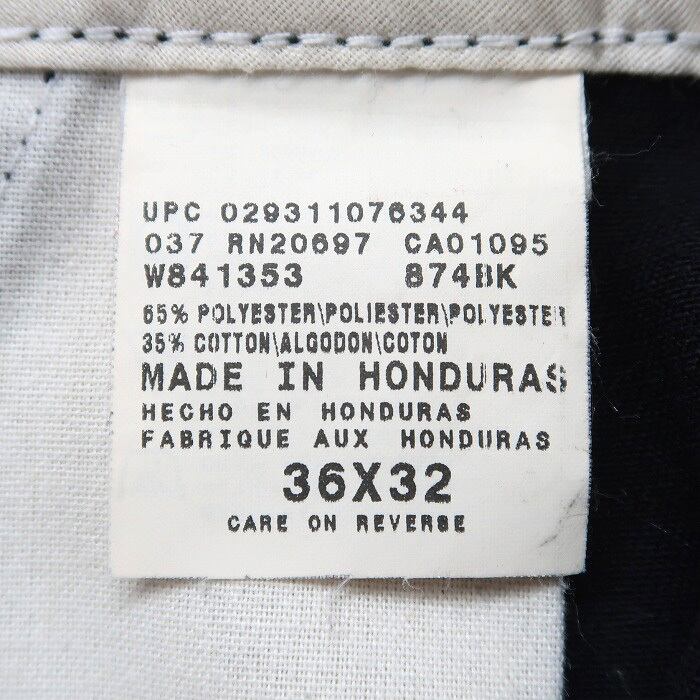 UPC 029311076344
037 RN20697 CA01095
W841353 874BK
65% POLYESTER\POLIESTER\POLYESTER
35% COTTON\ALGODON\COTON
MADE IN HONDURAS
HECHO EN HONDURAS
FABRIQUE AUX HONDURAS
36X32
CARE ON REVERSE